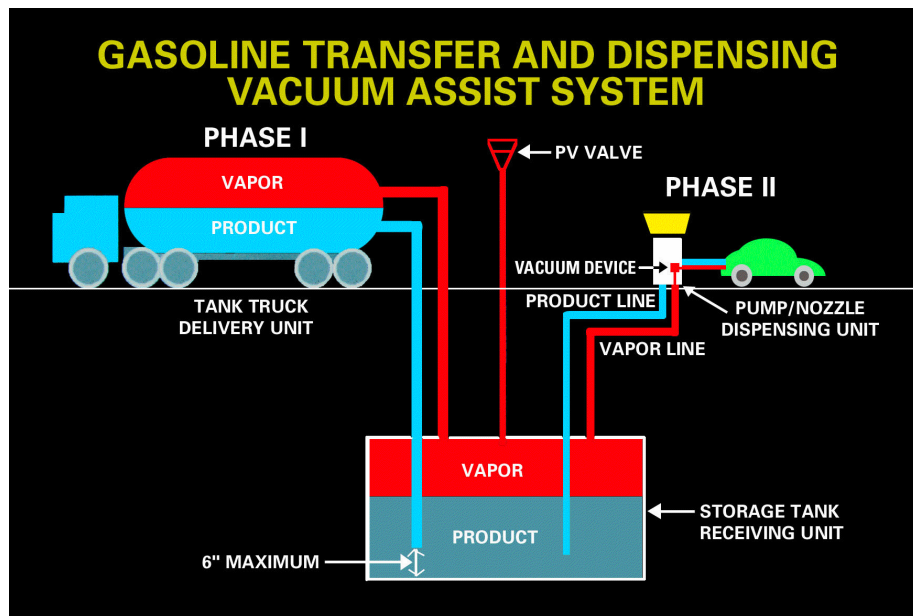 GASOLINE TRANSFER AND DISPENSING
VACUUM ASSIST SYSTEM
PHASE I
PV VALVE
VAPOR
PHASE II
PRODUCT
VACUUM DEVICE
TANK TRUCK
DELIVERY UNIT
PRODUCT LINE
PUMP/NOZZLE
DISPENSING UNIT
VAPOR LINE
VAPOR
STORAGE TANK
RECEIVING UNIT
PRODUCT
6" MAXIMUM